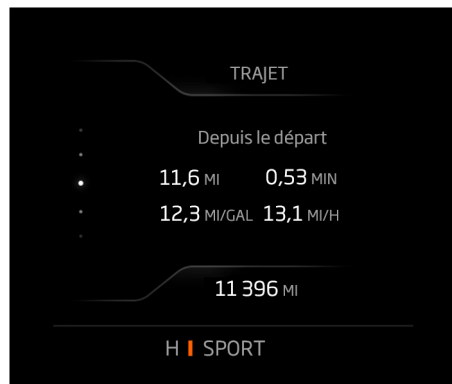 TRAJET
Depuis le départ
11,6 MI 0,53 MIN
12,3 MI/GAL 13,1 MI/H
11 396 MI
H SPORT